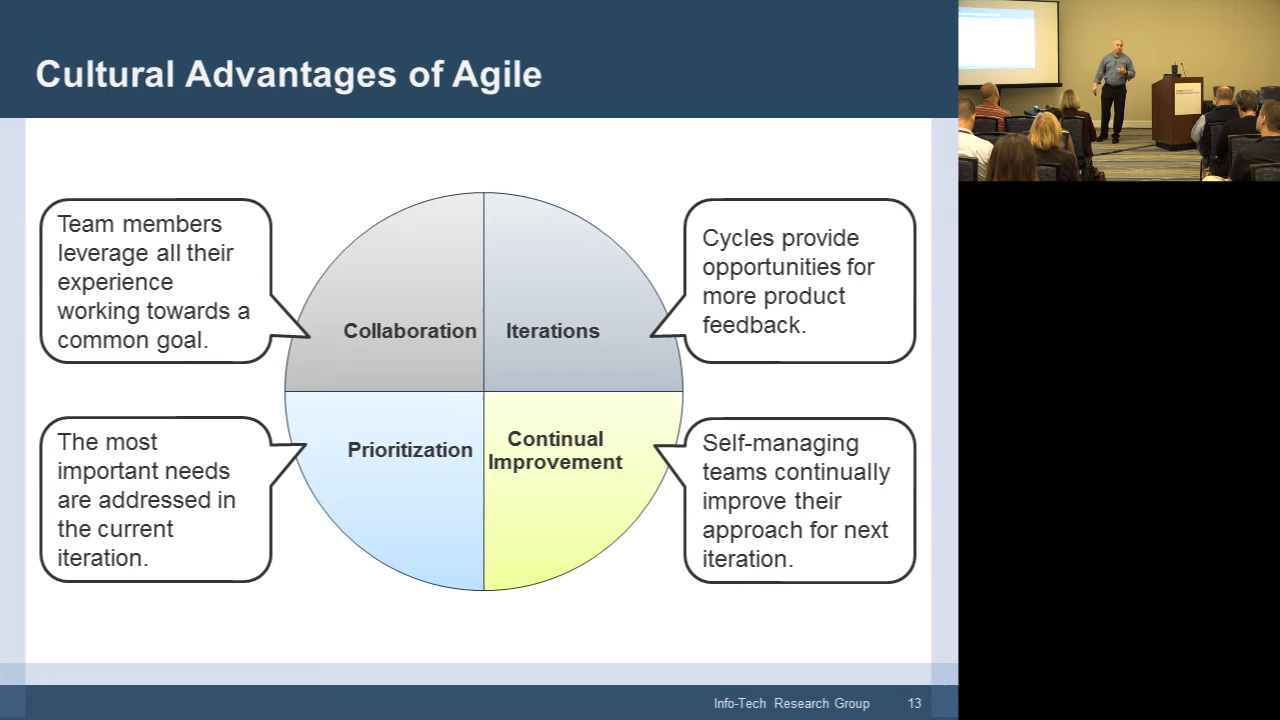 Cultural Advantages of Agile
Team members
leverage all their
experience
working towards a
common goal.
Cycles provide
opportunities for
more product
feedback.
Collaboration
Iterations
Prioritization
Continual
Improvement
The most
important needs
are addressed in
the current
iteration.
Self-managing
teams continually
improve their
approach for next
iteration.
Info-Tech Research Group
13